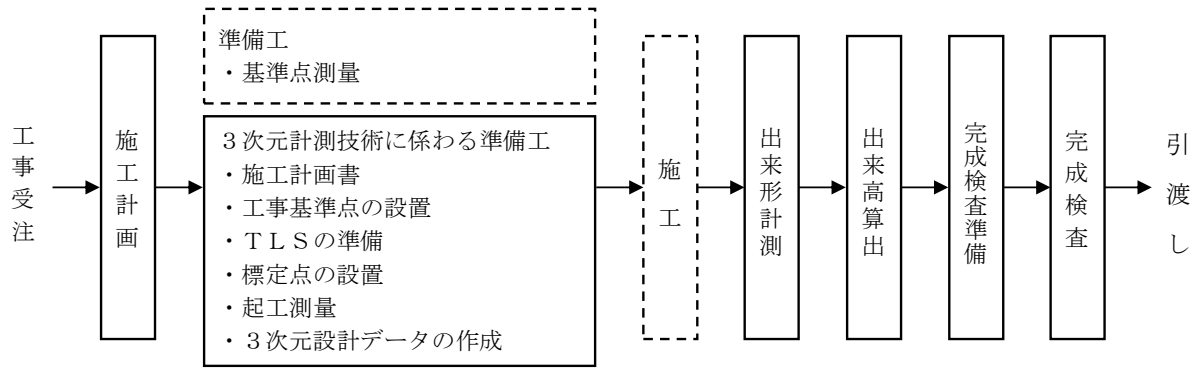 工事受注
施工計画
準備工
・基準点測量
３次元計測技術に係わる準備工
・施工計画書
・工事基準点の設置
・ＴＬＳの準備
・標定点の設置
・起工測量
・３次元設計データの作成
施工
出来形計測
出来高算出
完成検査準備
完成検査
引渡し